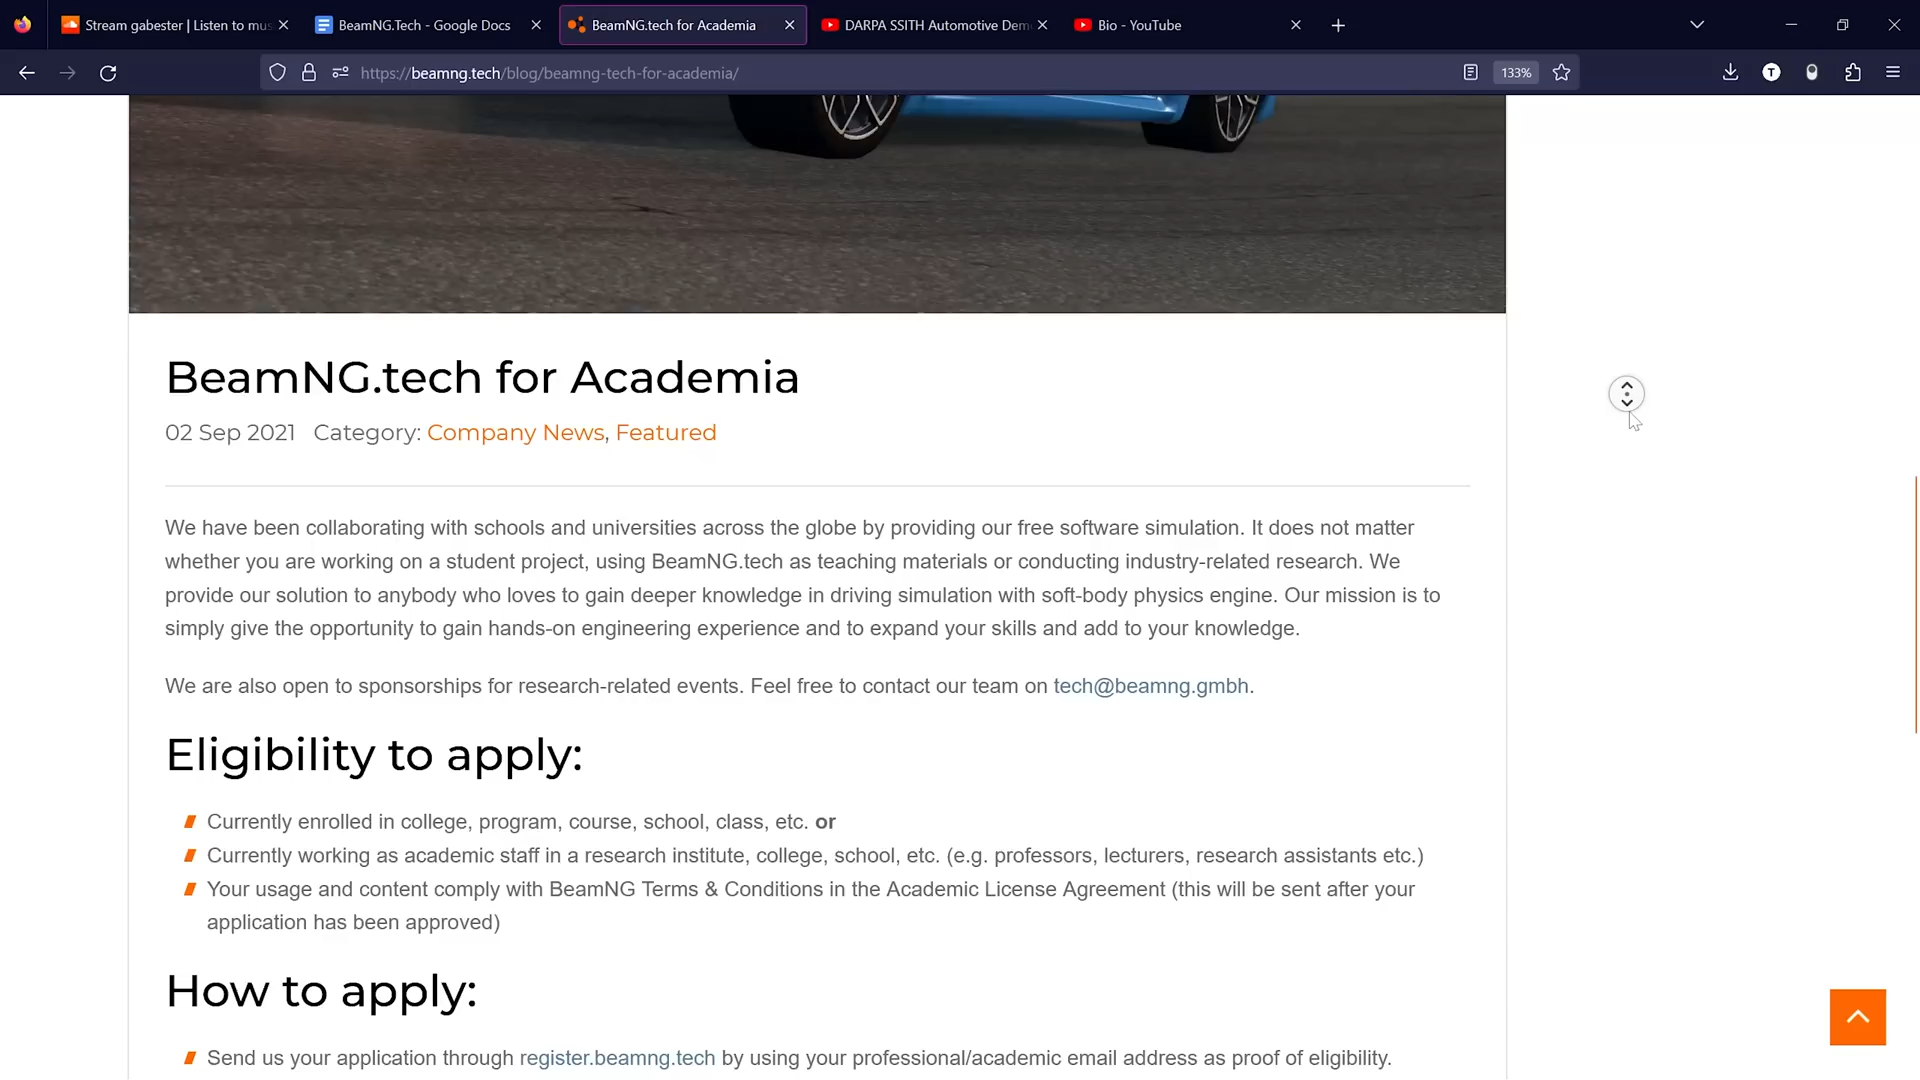 Stream gabester | Listen to mus
BeamNG.Tech - Google Docs
BeamNG.tech for Academia
DARPA SSITH Automotive Dem
Bio - YouTube
https://beamng.tech/blog/beamng-tech-for-academia/
133%
T
BeamNG.tech for Academia
02 Sep 2021 Category: Company News, Featured
We have been collaborating with schools and universities across the globe by providing our free software simulation. It does not matter
whether you are working on a student project, using BeamNG.tech as teaching materials or conducting industry-related research. We
provide our solution to anybody who loves to gain deeper knowledge in driving simulation with soft-body physics engine. Our mission is to
simply give the opportunity to gain hands-on engineering experience and to expand your skills and add to your knowledge.
We are also open to sponsorships for research-related events. Feel free to contact our team on tech@beamng.gmbh.
Eligibility to apply:
Currently enrolled in college, program, course, school, class, etc. or
Currently working as academic staff in a research institute, college, school, etc. (e.g. professors, lecturers, research assistants etc.)
Your usage and content comply with BeamNG Terms & Conditions in the Academic License Agreement (this will be sent after your
application has been approved)
How to apply:
Send us your application through register.beamng.tech by using your professional/academic email address as proof of eligibility.